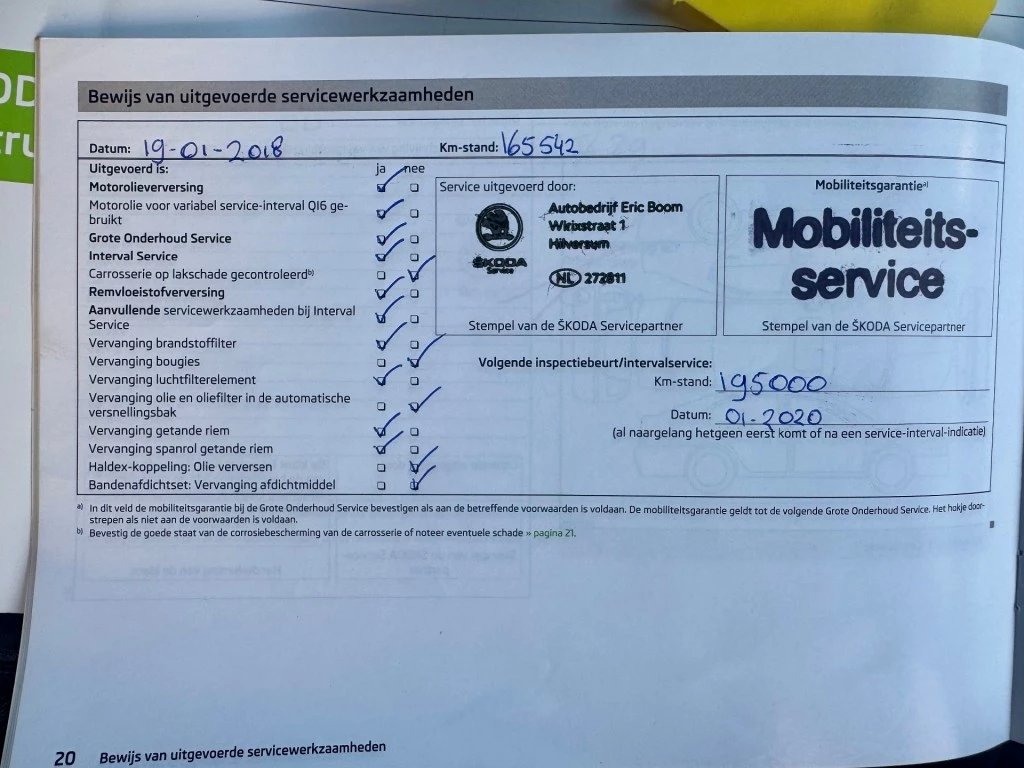 OD
ru
Bewijs van uitgevoerde servicewerkzaamheden
Datum: 19-01-2018 Km-stand: 165542
Uitgevoerd is: ja nee
Motorolieverversing
Motorolie voor variabel service-interval QI6 ge-
bruikt
Grote Onderhoud Service
Interval Service
Carrosserie op lakschade gecontroleerd b)
Remvloeistofverversing
Aanvullende servicewerkzaamheden bij Interval
Service
Vervanging brandstoffilter
Vervanging bougies
Vervanging luchtfilterelement
Vervanging olie en oliefilter in de automatische
versnellingsbak
Vervanging getande riem
Vervanging spanrol getande riem
Haldex-koppeling: Olie verversen
Bandenafdichtset: Vervanging afdichtmiddel
Service uitgevoerd door:
Autobedrijf Eric Boom
Wirixstraat 1
Hilversum
ŠKODA
Service
NL 272811
Stempel van de ŠKODA Servicepartner
Mobiliteitsgarantie a)
Mobiliteits-
service
Stempel van de ŠKODA Servicepartner
Volgende inspectiebeurt/intervalservice:
Km-stand: 195000
Datum: 01-2020
(al naargelang hetgeen eerst komt of na een service-interval-indicatie)
a) In dit veld de mobiliteitsgarantie bij de Grote Onderhoud Service bevestigen als aan de betreffende voorwaarden is voldaan. De mobiliteitsgarantie geldt tot de volgende Grote Onderhoud Service. Het hokje door-
strepen als niet aan de voorwaarden is voldaan.
b) Bevestig de goede staat van de corrosiebescherming van de carrosserie of noteer eventuele schade » pagina 21.
20 Bewijs van uitgevoerde servicewerkzaamheden